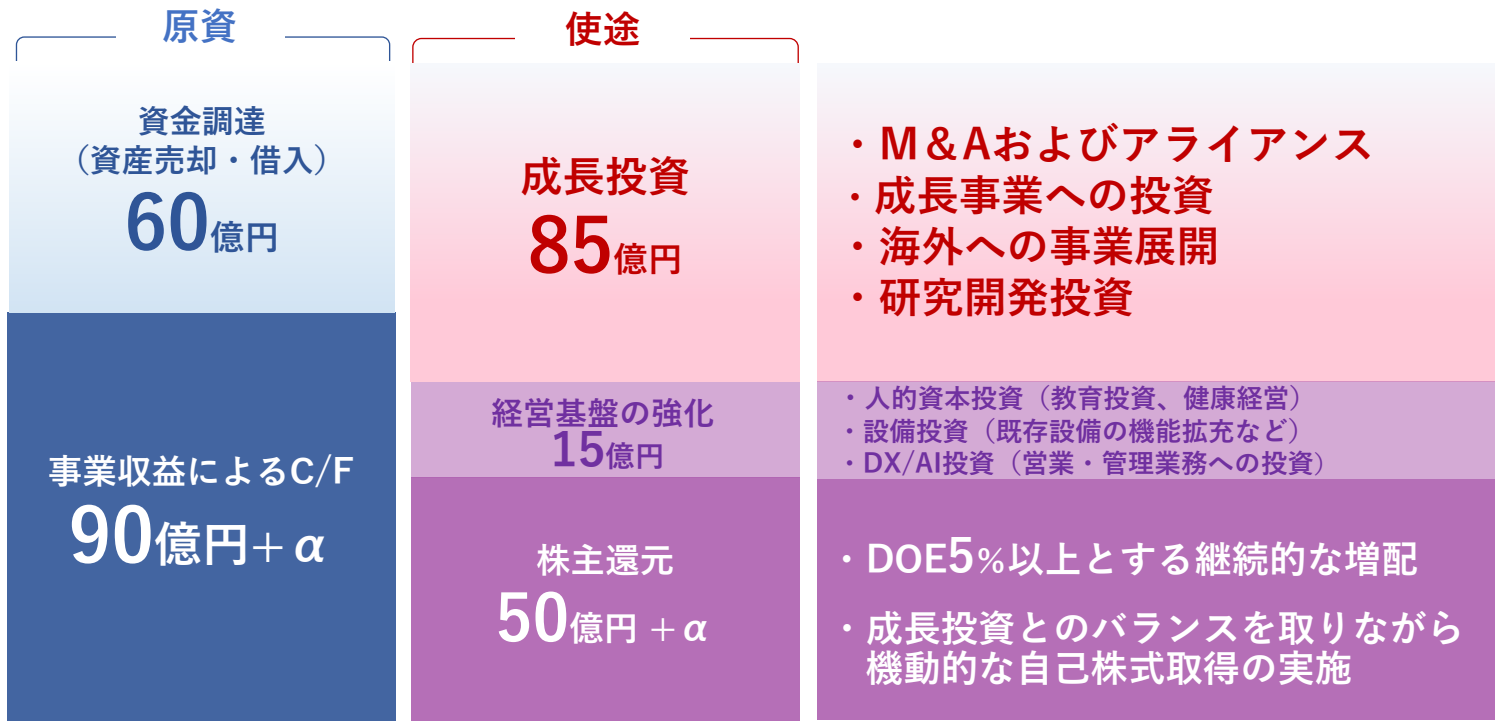 原資
資金調達
（資産売却・借入）
60億円
事業収益によるC/F
90億円＋α
使途
成長投資
85億円
経営基盤の強化
15億円
株主還元
50億円 ＋α
・M＆Aおよびアライアンス
・成長事業への投資
・海外への事業展開
・研究開発投資
・人的資本投資（教育投資、健康経営）
・設備投資（既存設備の機能拡充など）
・DX/AI投資（営業・管理業務への投資）
・DOE5％以上とする継続的な増配
・成長投資とのバランスを取りながら
機動的な自己株式取得の実施